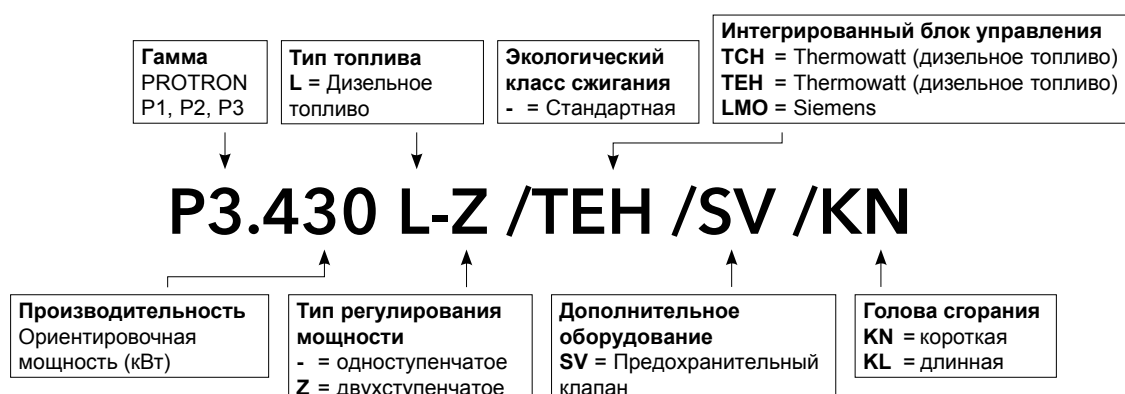 Гамма
PROTRON
P1, P2, P3
Тип топлива
L = Дизельное
топливо
Экологический
класс сжигания
- = Стандартная
Интегрированный блок управления
TCH = Thermowatt (дизельное топливо)
TEH = Thermowatt (дизельное топливо)
LMO = Siemens
P3.430 L-Z /TEH /SV /KN
Производительность
Ориентировочная
мощность (кВт)
Тип регулирования
мощности
- = одноступенчатое
Z = двухступенчатое
Дополнительное
оборудование
SV = Предохранительный
клапан
Голова сгорания
KN = короткая
KL = длинная